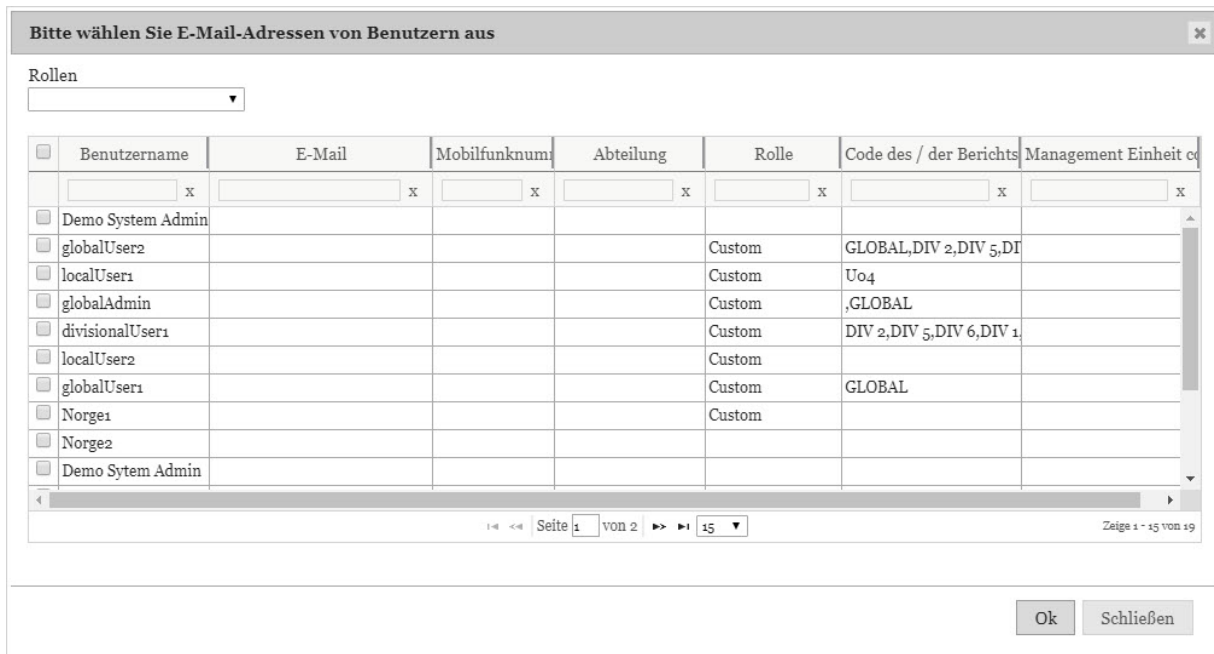 Bitte wählen Sie E-Mail-Adressen von Benutzern aus
Rollen
Benutzername E-Mail Mobilfunknum Abteilung Rolle Code des / der Berichts Management Einheit
x x x x x x x
Demo System Admin
globalUser2 Custom GLOBAL,DIV 2,DIV 5,DI
localUser1 Custom U04
globalAdmin Custom ,GLOBAL
divisionalUser1 Custom DIV 2,DIV 5,DIV 6,DIV 1,
localUser2 Custom
globalUser1 Custom GLOBAL
Norge1 Custom
Norge2
Demo Sytem Admin
Seite 1 von 2 15 Zeige 1 - 15 von 19
Ok Schließen